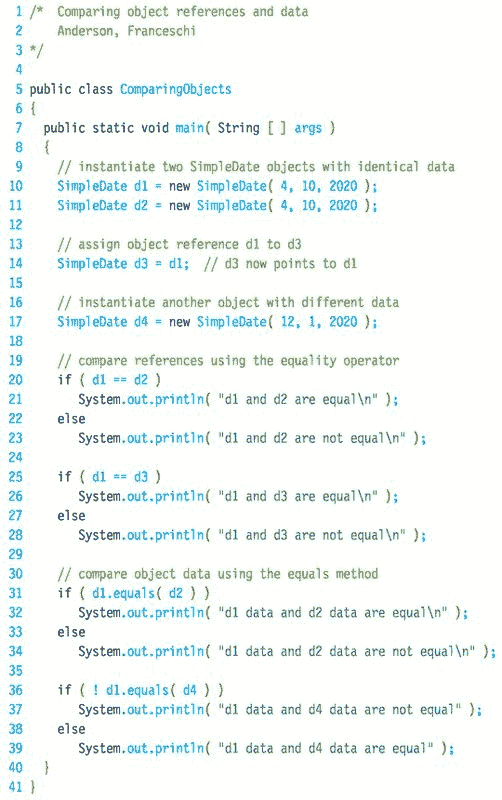 1 /*  Comparing object references and data
2     Anderson, Franceschi
3 */
4
5 public class ComparingObjects
6 {
7   public static void main( String [ ] args )
8   {
9     // instantiate two SimpleDate objects with identical data
10    SimpleDate d1 = new SimpleDate( 4, 10, 2020 );
11    SimpleDate d2 = new SimpleDate( 4, 10, 2020 );
12
13    // assign object reference d1 to d3
14    SimpleDate d3 = d1;  // d3 now points to d1
15
16    // instantiate another object with different data
17    SimpleDate d4 = new SimpleDate( 12, 1, 2020 );
18
19    // compare references using the equality operator
20    if ( d1 == d2 )
21       System.out.println( "d1 and d2 are equal\n" );
22    else
23       System.out.println( "d1 and d2 are not equal\n" );
24
25    if ( d1 == d3 )
26       System.out.println( "d1 and d3 are equal\n" );
27    else
28       System.out.println( "d1 and d3 are not equal\n" );
29
30    // compare object data using the equals method
31    if ( d1.equals( d2 ) )
32       System.out.println( "d1 data and d2 data are equal\n" );
33    else
34       System.out.println( "d1 data and d2 data are not equal\n" );
35
36    if ( ! d1.equals( d4 ) )
37       System.out.println( "d1 data and d4 data are not equal" );
38    else
39       System.out.println( "d1 data and d4 data are equal" );
40  }
41 }